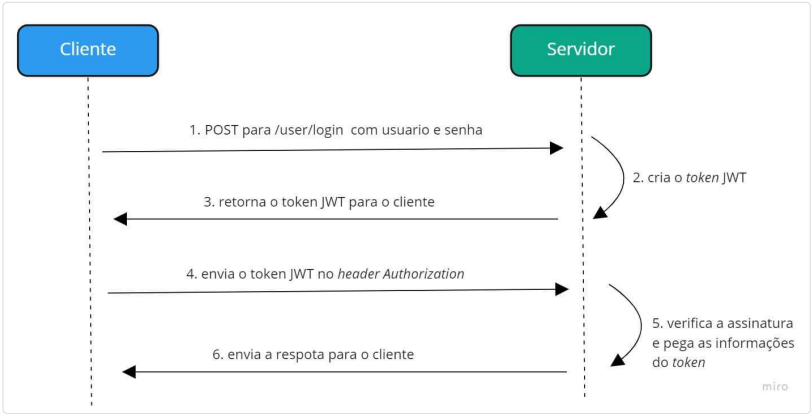 Cliente
Servidor
1. POST para /user/login com usuario e senha
2. cria o token JWT
3. retorna o token JWT para o cliente
4. envia o token JWT no header Authorization
5. verifica a assinatura
e pega as informações
do token
6. envia a respota para o cliente
miro